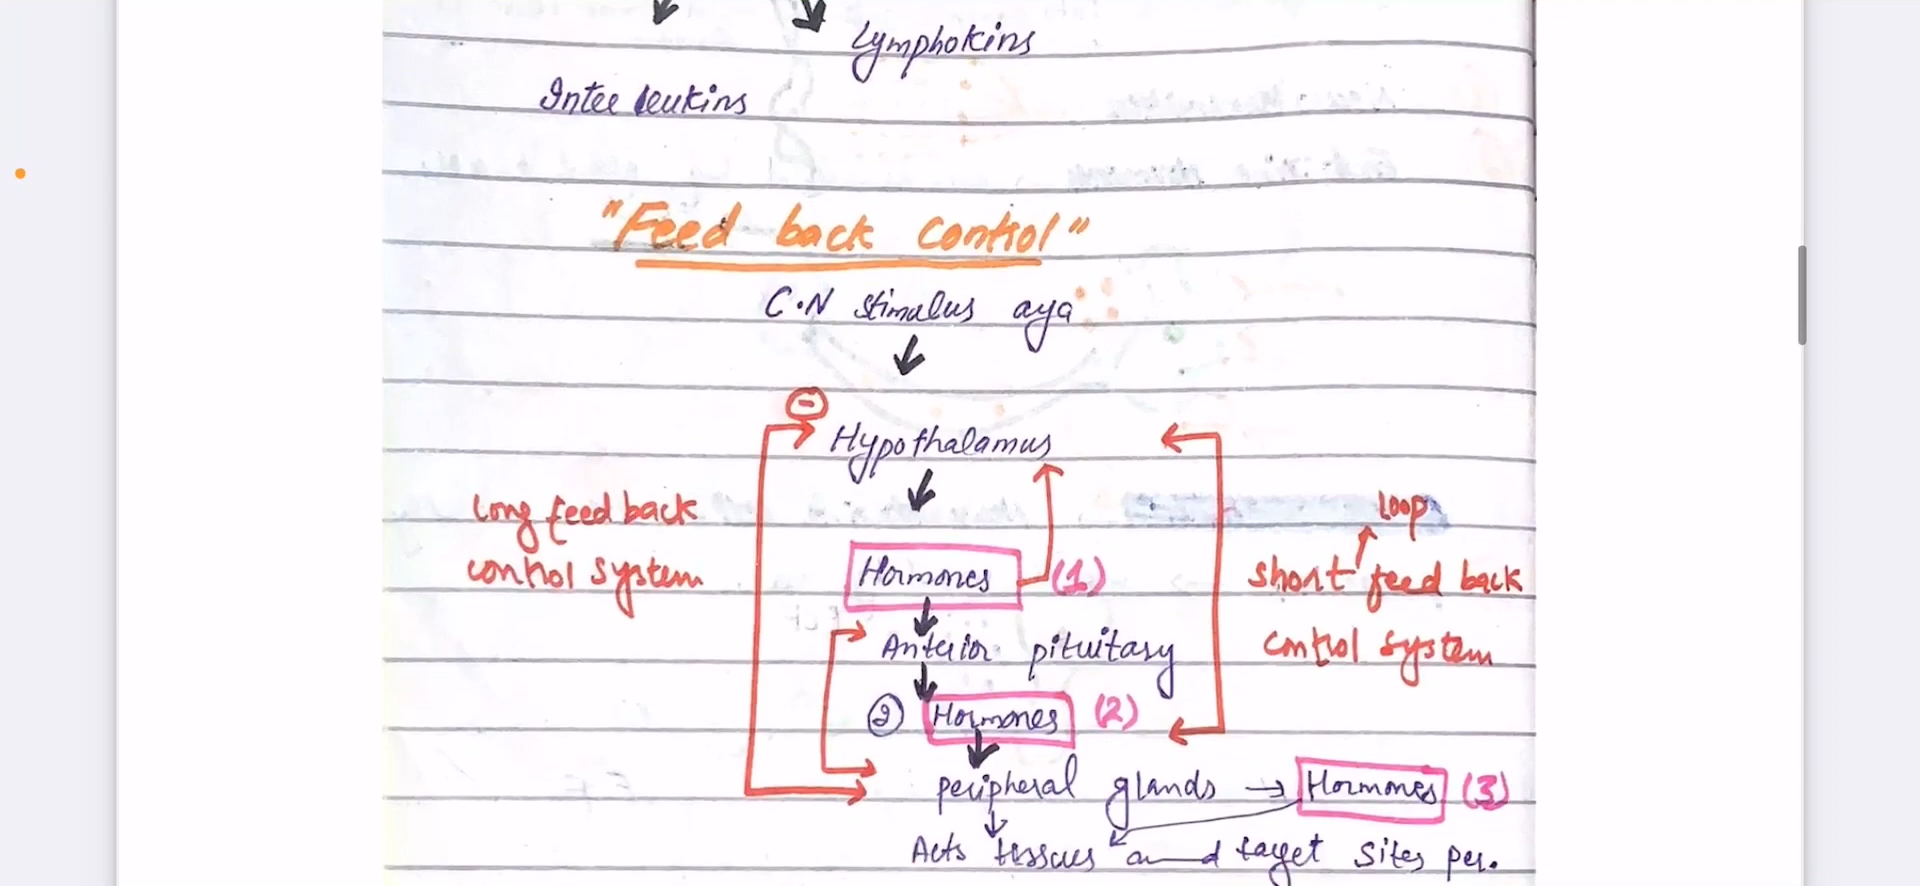 Lymphokins
Intee leukins
"Feed back Control"
C.N stimulus aya
-
Hypothalamus
Long feed back
control system
loop
short feed back
control system
Hormones (1)
Anterior pituitary
2 Hormones (2)
peripheral glands → Hormones (3)
Acts tissues and target sites per.